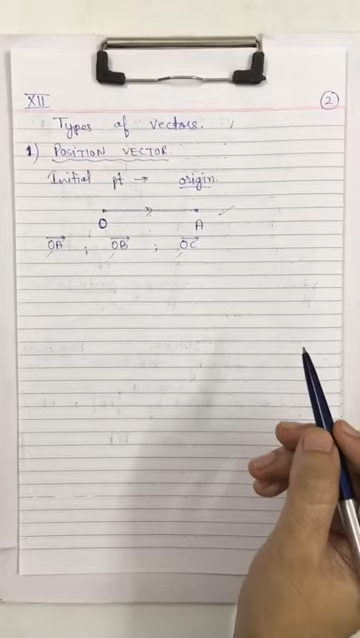 XII
2
Types of vectors.
1) POSITION VECTOR
Initial pt → origin.
O A
OA ; OB ; OC